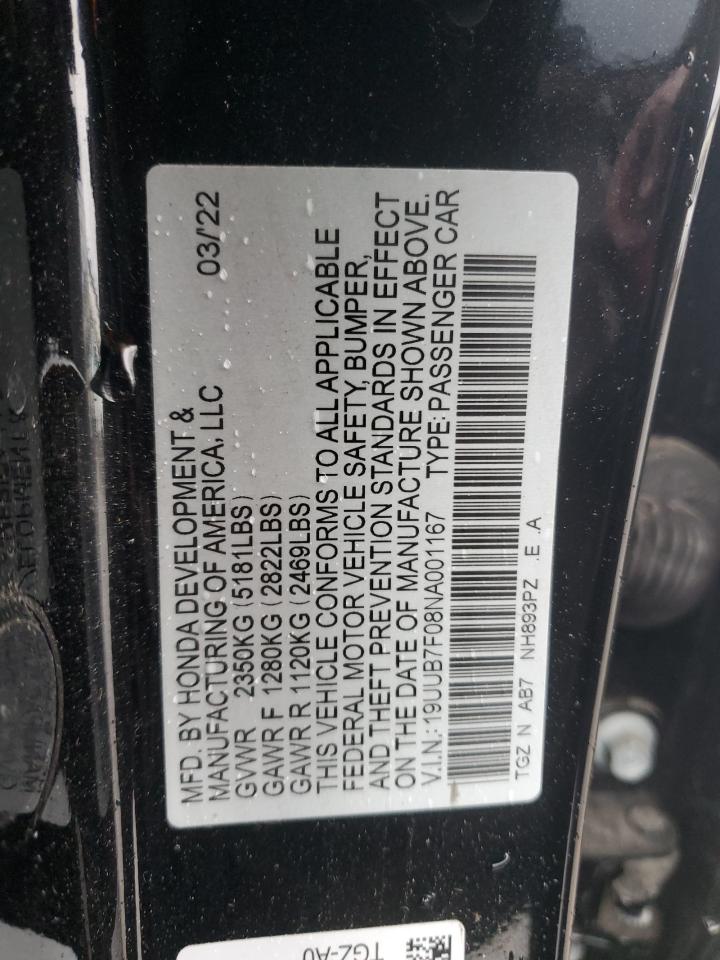 MFD. BY HONDA DEVELOPMENT &
MANUFACTURING OF AMERICA, LLC 03/'22
GVWR 2350KG (5181LBS)
GAWR F 1280KG (2822LBS)
GAWR R 1120KG (2469LBS)
THIS VEHICLE CONFORMS TO ALL APPLICABLE
FEDERAL MOTOR VEHICLE SAFETY, BUMPER,
AND THEFT PREVENTION STANDARDS IN EFFECT
ON THE DATE OF MANUFACTURE SHOWN ABOVE.
V.I.N.: 19UUB7F08NA001167 TYPE: PASSENGER CAR
TGZ N AB7 NH893PZ .E .A
TGZ-A0